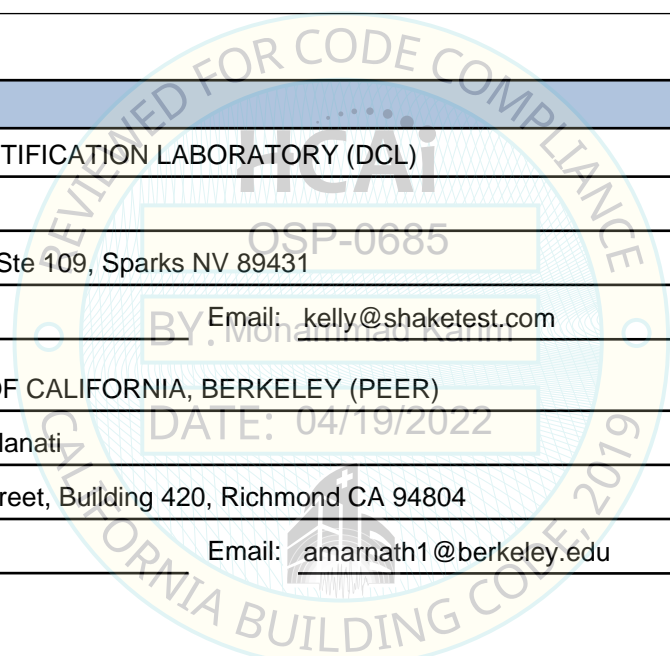 REVIEWED FOR CODE COMPLIANCE
HCAi
TIFICATION LABORATORY (DCL)
OSP-0685
Ste 109, Sparks NV 89431
BY: Mohammad Karim
Email: kelly@shaketest.com
OF CALIFORNIA, BERKELEY (PEER)
DATE: 04/19/2022
lanati
reet, Building 420, Richmond CA 94804
Email: amarnath1@berkeley.edu
CALIFORNIA BUILDING CODE, 2019